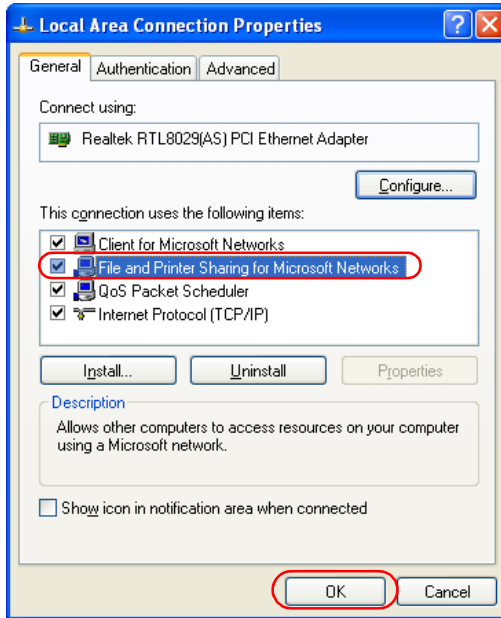 Local Area Connection Properties
General Authentication Advanced
Connect using:
Realtek RTL8029(AS) PCI Ethernet Adapter
Configure...
This connection uses the following items:
Client for Microsoft Networks
File and Printer Sharing for Microsoft Networks
QoS Packet Scheduler
Internet Protocol (TCP/IP)
Install... Uninstall Properties
Description
Allows other computers to access resources on your computer
using a Microsoft network.
Show icon in notification area when connected
OK Cancel